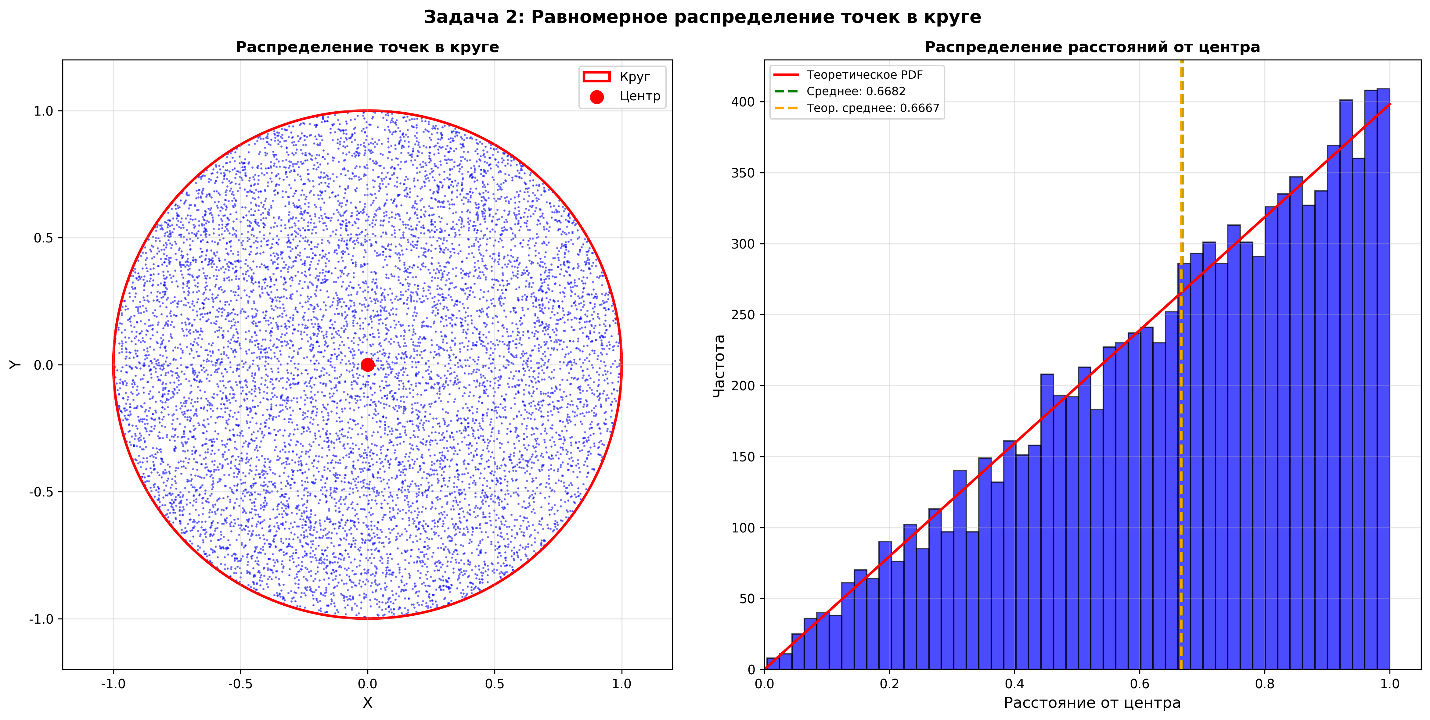 Задача 2: Равномерное распределение точек в круге
Распределение точек в круге
Круг
Центр
1.0
0.5
0.0
-0.5
-1.0
Y
-1.0 -0.5 0.0 0.5 1.0
X
Распределение расстояний от центра
Теоретическое PDF
Среднее: 0.6682
Теор. среднее: 0.6667
400
350
300
250
200
150
100
50
0
Частота
0.0 0.2 0.4 0.6 0.8 1.0
Расстояние от центра